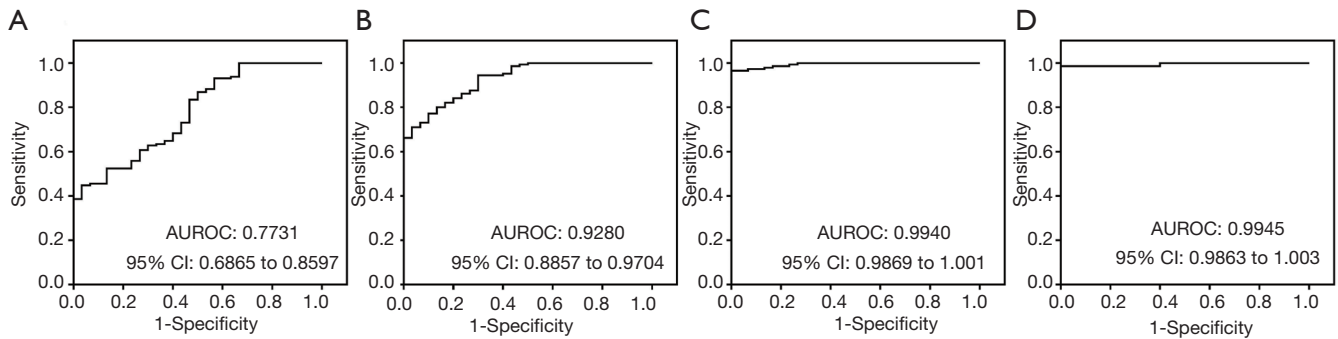 A
Sensitivity
1.0
0.8
0.6
0.4
0.2
0.0
0.0 0.2 0.4 0.6 0.8 1.0
1-Specificity
AUROC: 0.7731
95% CI: 0.6865 to 0.8597
B
Sensitivity
1.0
0.8
0.6
0.4
0.2
0.0
0.0 0.2 0.4 0.6 0.8 1.0
1-Specificity
AUROC: 0.9280
95% CI: 0.8857 to 0.9704
C
Sensitivity
1.0
0.8
0.6
0.4
0.2
0.0
0.0 0.2 0.4 0.6 0.8 1.0
1-Specificity
AUROC: 0.9940
95% CI: 0.9869 to 1.001
D
Sensitivity
1.0
0.8
0.6
0.4
0.2
0.0
0.0 0.2 0.4 0.6 0.8 1.0
1-Specificity
AUROC: 0.9945
95% CI: 0.9863 to 1.003